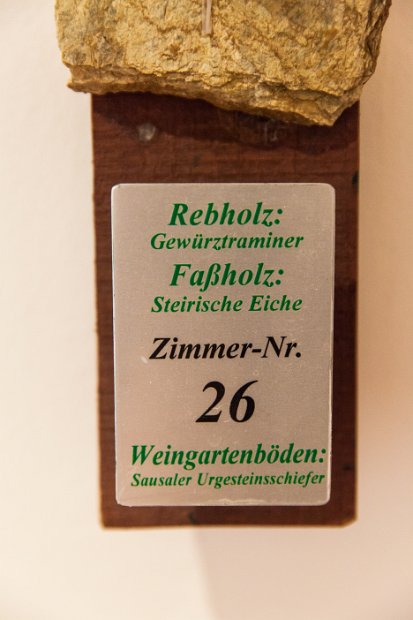 Rebholz:
Gewürztraminer
Faßholz:
Steirische Eiche
Zimmer-Nr.
26
Weingartenböden:
Sausaler Urgesteinsschiefer